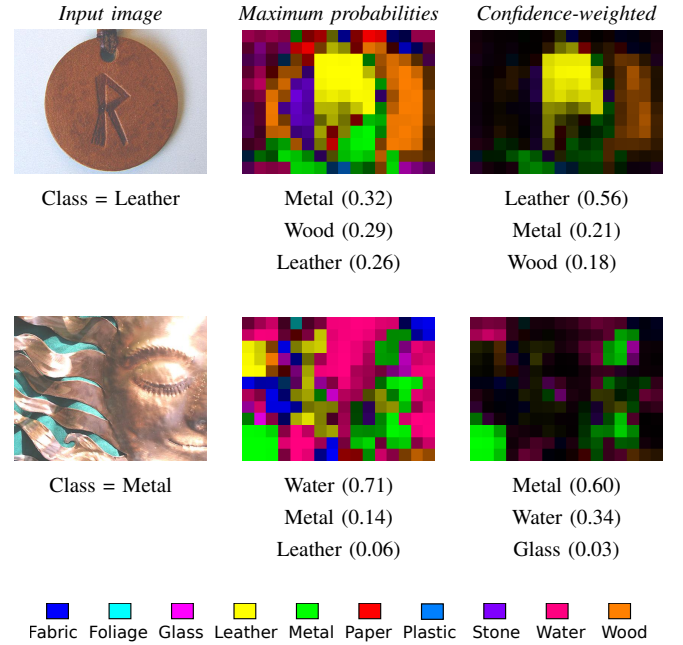 Input image Maximum probabilities Confidence-weighted
R
Class = Leather Metal (0.32) Leather (0.56)
Wood (0.29) Metal (0.21)
Leather (0.26) Wood (0.18)
Class = Metal Water (0.71) Metal (0.60)
Metal (0.14) Water (0.34)
Leather (0.06) Glass (0.03)
Fabric Foliage Glass Leather Metal Paper Plastic Stone Water Wood